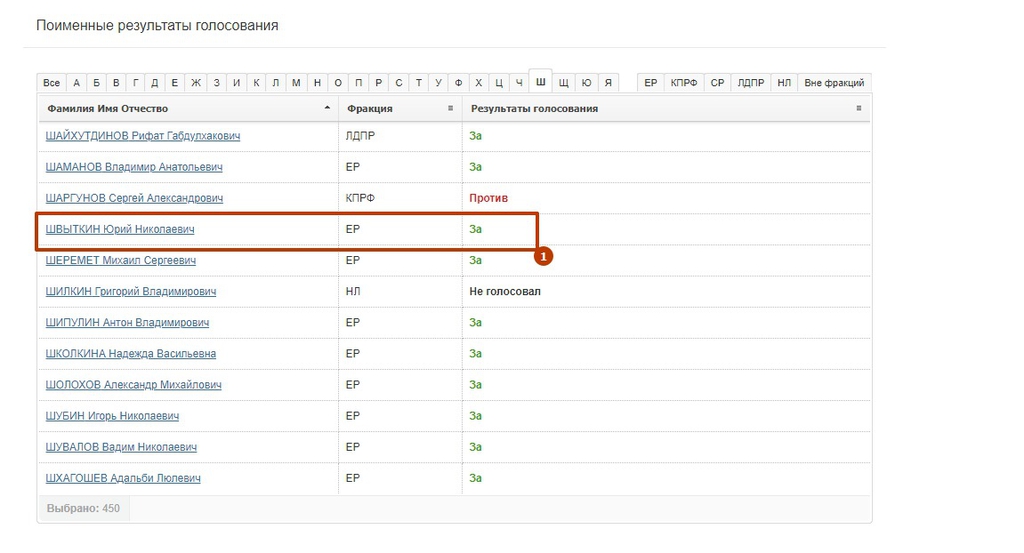 Поименные результаты голосования
Все А Б В Г Д Е Ж З И К Л М Н О П Р С Т У Ф Х Ц Ч Ш Щ Ю Я ЕР КПРФ СР ЛДПР НЛ Вне фракций
Фамилия Имя Отчество Фракция Результаты голосования
ШАЙХУТДИНОВ Рифат Габдулхакович ЛДПР За
ШАМАНОВ Владимир Анатольевич ЕР За
ШАРГУНОВ Сергей Александрович КПРФ Против
ШВЫТКИН Юрий Николаевич ЕР За
1
ШЕРЕМЕТ Михаил Сергеевич ЕР За
ШИЛКИН Григорий Владимирович НЛ Не голосовал
ШИПУЛИН Антон Владимирович ЕР За
ШКОЛКИНА Надежда Васильевна ЕР За
ШОЛОХОВ Александр Михайлович ЕР За
ШУБИН Игорь Николаевич ЕР За
ШУВАЛОВ Вадим Николаевич ЕР За
ШХАГОШЕВ Адальби Люлевич ЕР За
Выбрано: 450